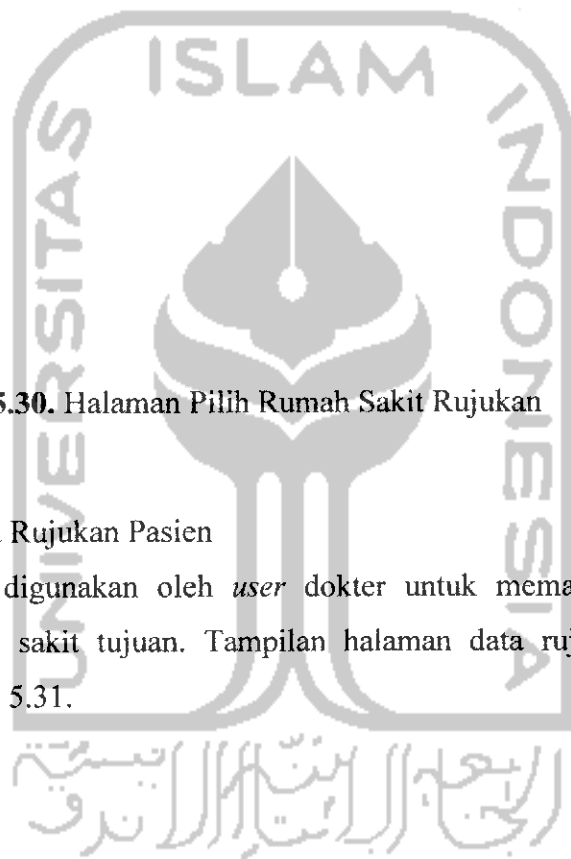 ISLAM
UNIVERSITAS
INDONESIA
5.30. Halaman Pilih Rumah Sakit Rujukan
Rujukan Pasien
digunakan oleh user dokter untuk mema
sakit tujuan. Tampilan halaman data ruj
5.31.